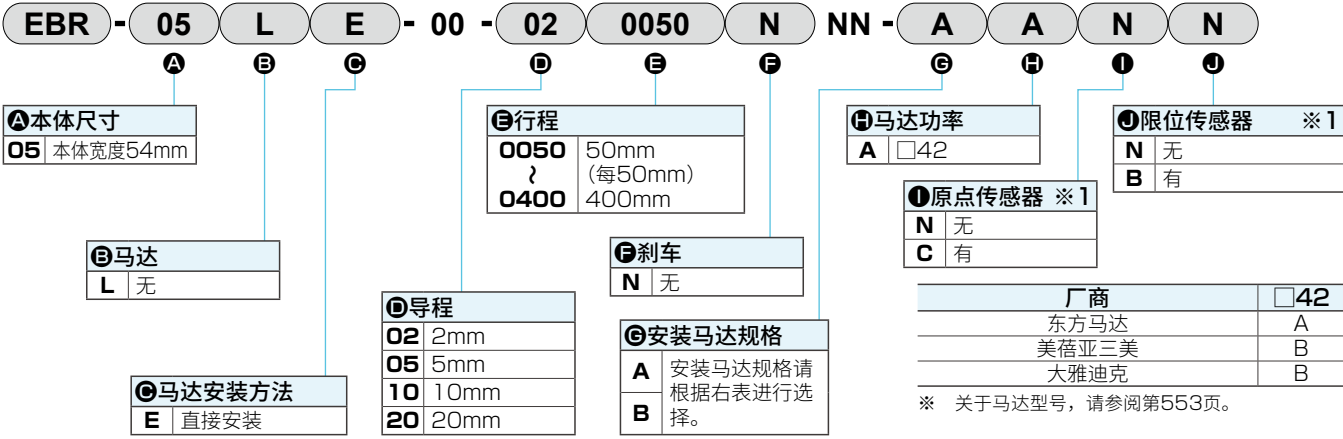 EBR - 05 L E - 00 - 02 0050 N NN - A A N N
Ⓐ Ⓑ Ⓒ Ⓓ Ⓔ Ⓕ Ⓖ Ⓗ Ⓘ Ⓙ
Ⓐ本体尺寸
05 本体宽度54mm
Ⓑ马达
L 无
Ⓒ马达安装方法
E 直接安装
Ⓓ导程
02 2mm
05 5mm
10 10mm
20 20mm
Ⓔ行程
0050 50mm
~ (每50mm)
0400 400mm
Ⓕ刹车
N 无
Ⓖ安装马达规格
A 安装马达规格请
根据右表进行选
B 择。
Ⓗ马达功率
A □42
Ⓘ原点传感器 ※1
N 无
C 有
Ⓙ限位传感器 ※1
N 无
B 有
厂商 □42
东方马达 A
美蓓亚三美 B
大雅迪克 B
※ 关于马达型号，请参阅第553页。